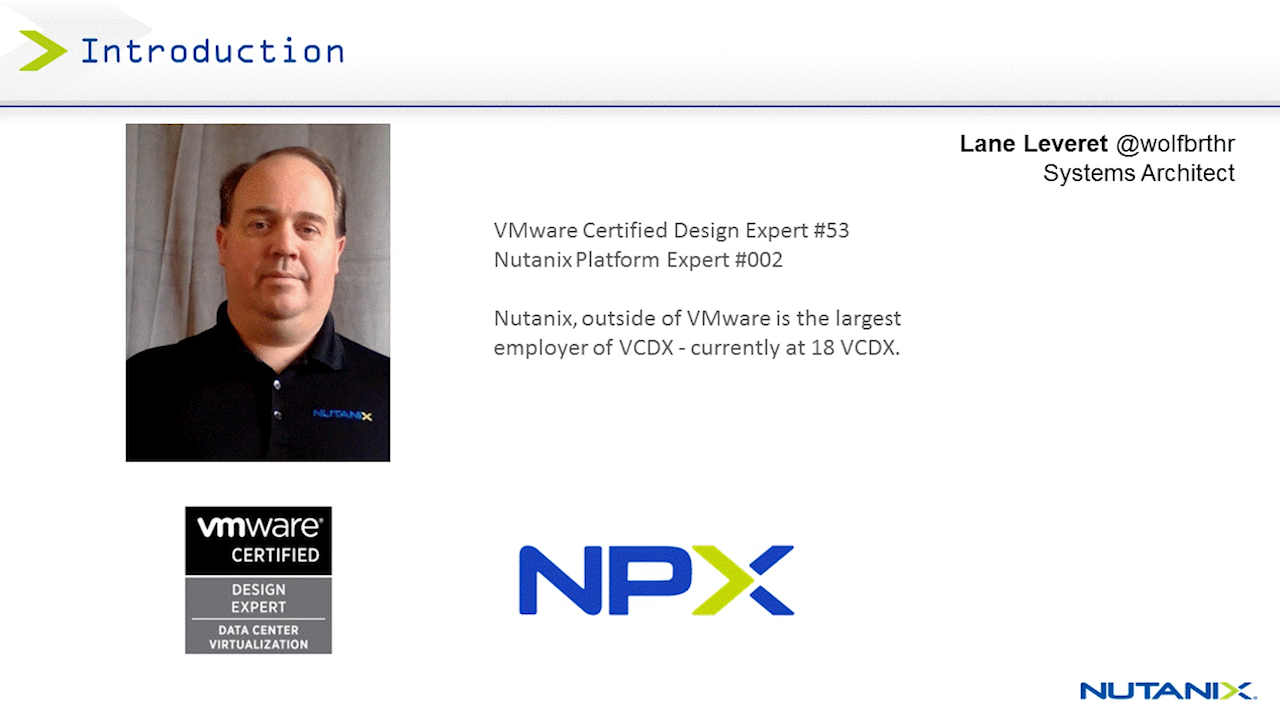 Introduction
Lane Leveret @wolfbrthr
Systems Architect
VMware Certified Design Expert #53
Nutanix Platform Expert #002
Nutanix, outside of VMware is the largest
employer of VCDX - currently at 18 VCDX.
NUTANIX
vmware®
CERTIFIED
DESIGN
EXPERT
DATA CENTER
VIRTUALIZATION
NPX
NUTANIX